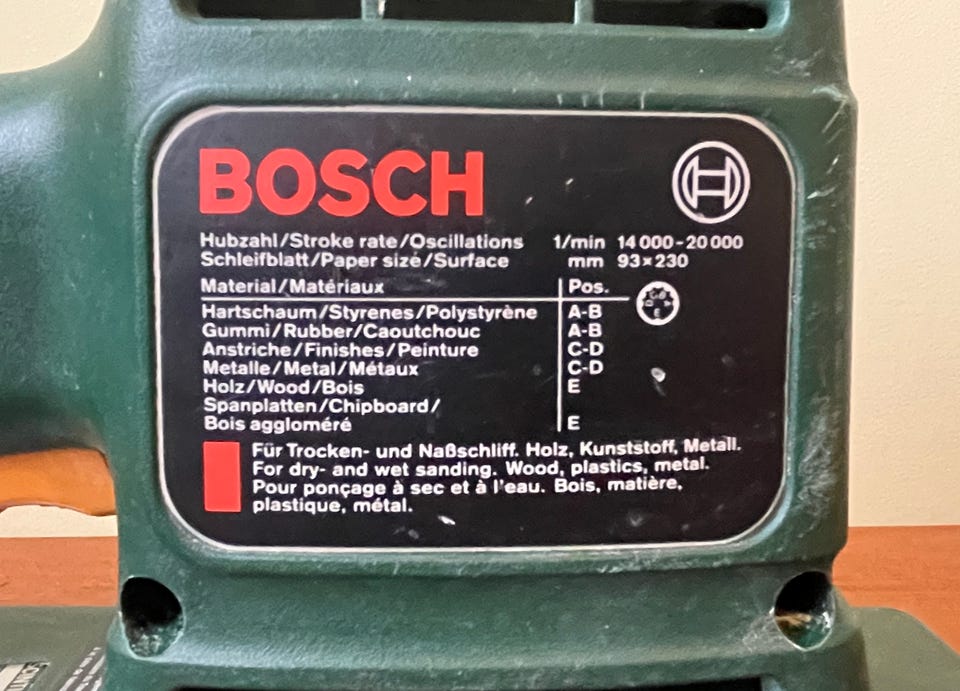 BOSCH
Hubzahl/Stroke rate/Oscillations 1/min 14 000-20 000
Schleifblatt/Paper size/Surface mm 93×230
Material/Matériaux Pos.
Hartschaum/Styrenes/Polystyrène A-B
Gummi/Rubber/Caoutchouc A-B
Anstriche/Finishes/Peinture C-D
Metalle/Metal/Métaux C-D
Holz/Wood/Bois E
Spanplatten/Chipboard/
Bois aggloméré E
Für Trocken- und Naßschliff. Holz, Kunststoff, Metall.
For dry- and wet sanding. Wood, plastics, metal.
Pour ponçage à sec et à l'eau. Bois, matière,
plastique, métal.